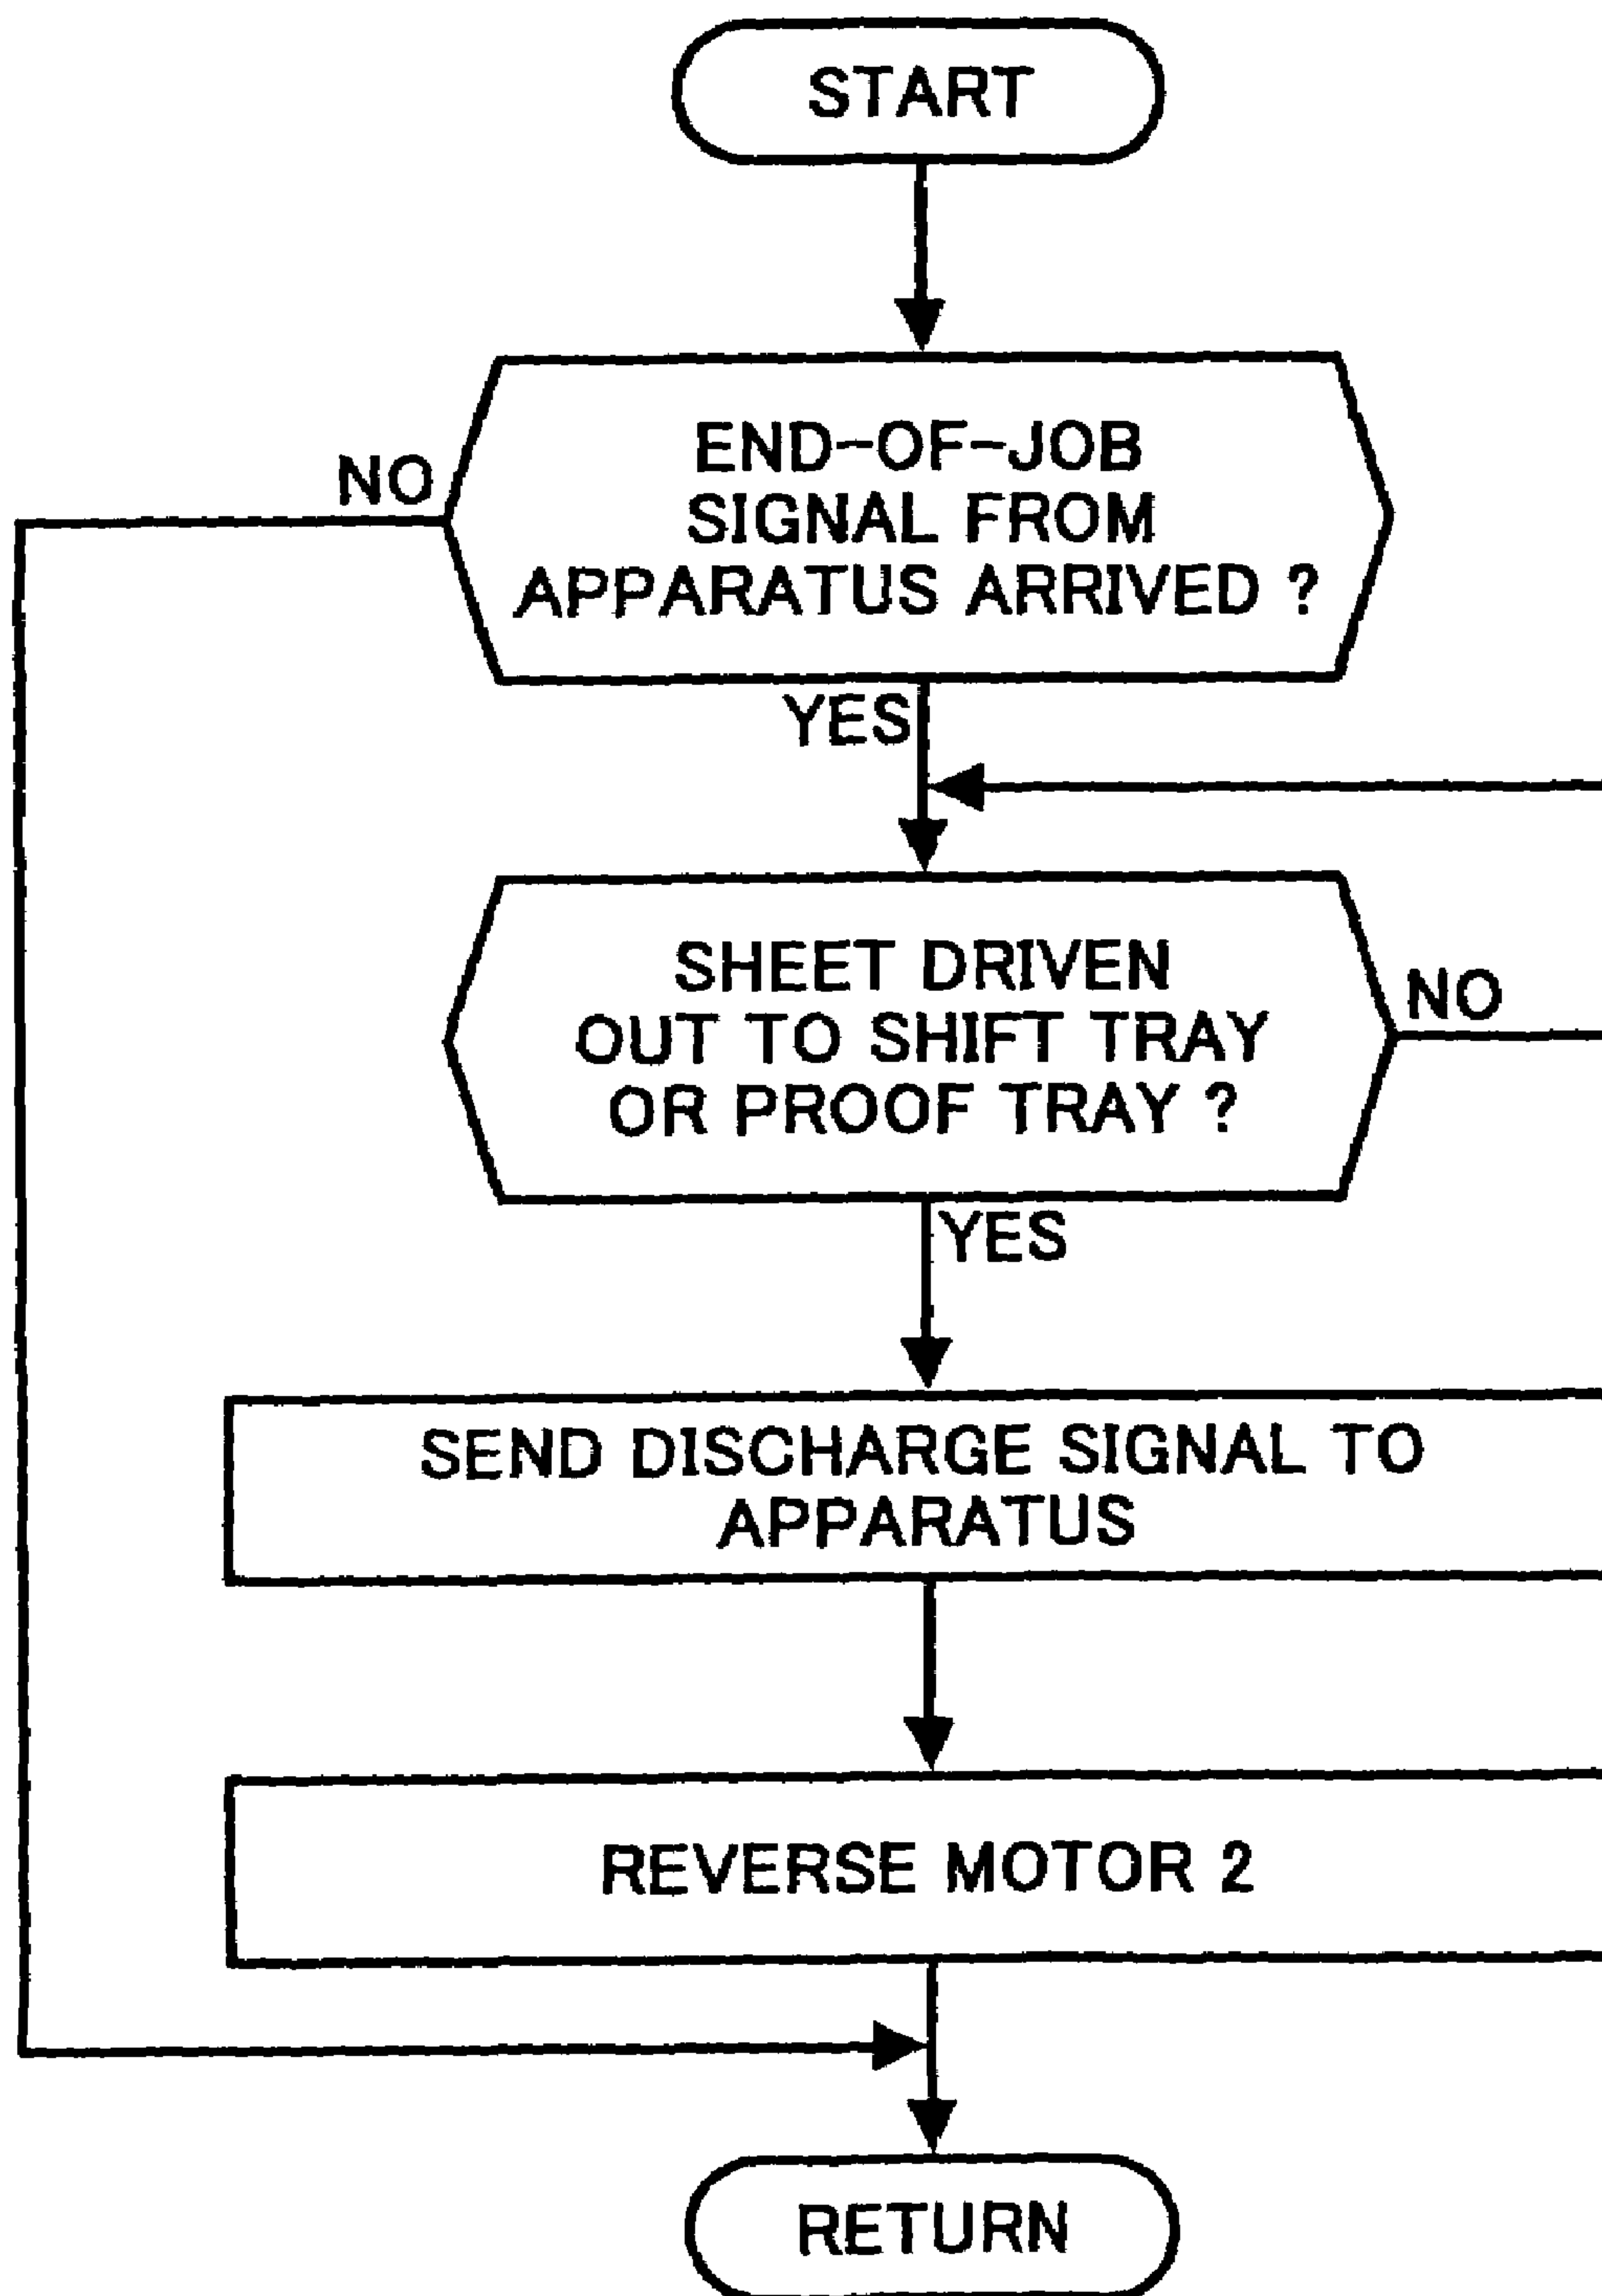 START
END-OF-JOB
NO
SIGNAL FROM
APPARATUS ARRIVED ?
YES
SHEET DRIVEN
NO
OUT TO SHIFT TRAY
OR PROOF TRAY ?
YES
SEND DISCHARGE SIGNAL TO
APPARATUS
REVERSE MOTOR 2
RETURN